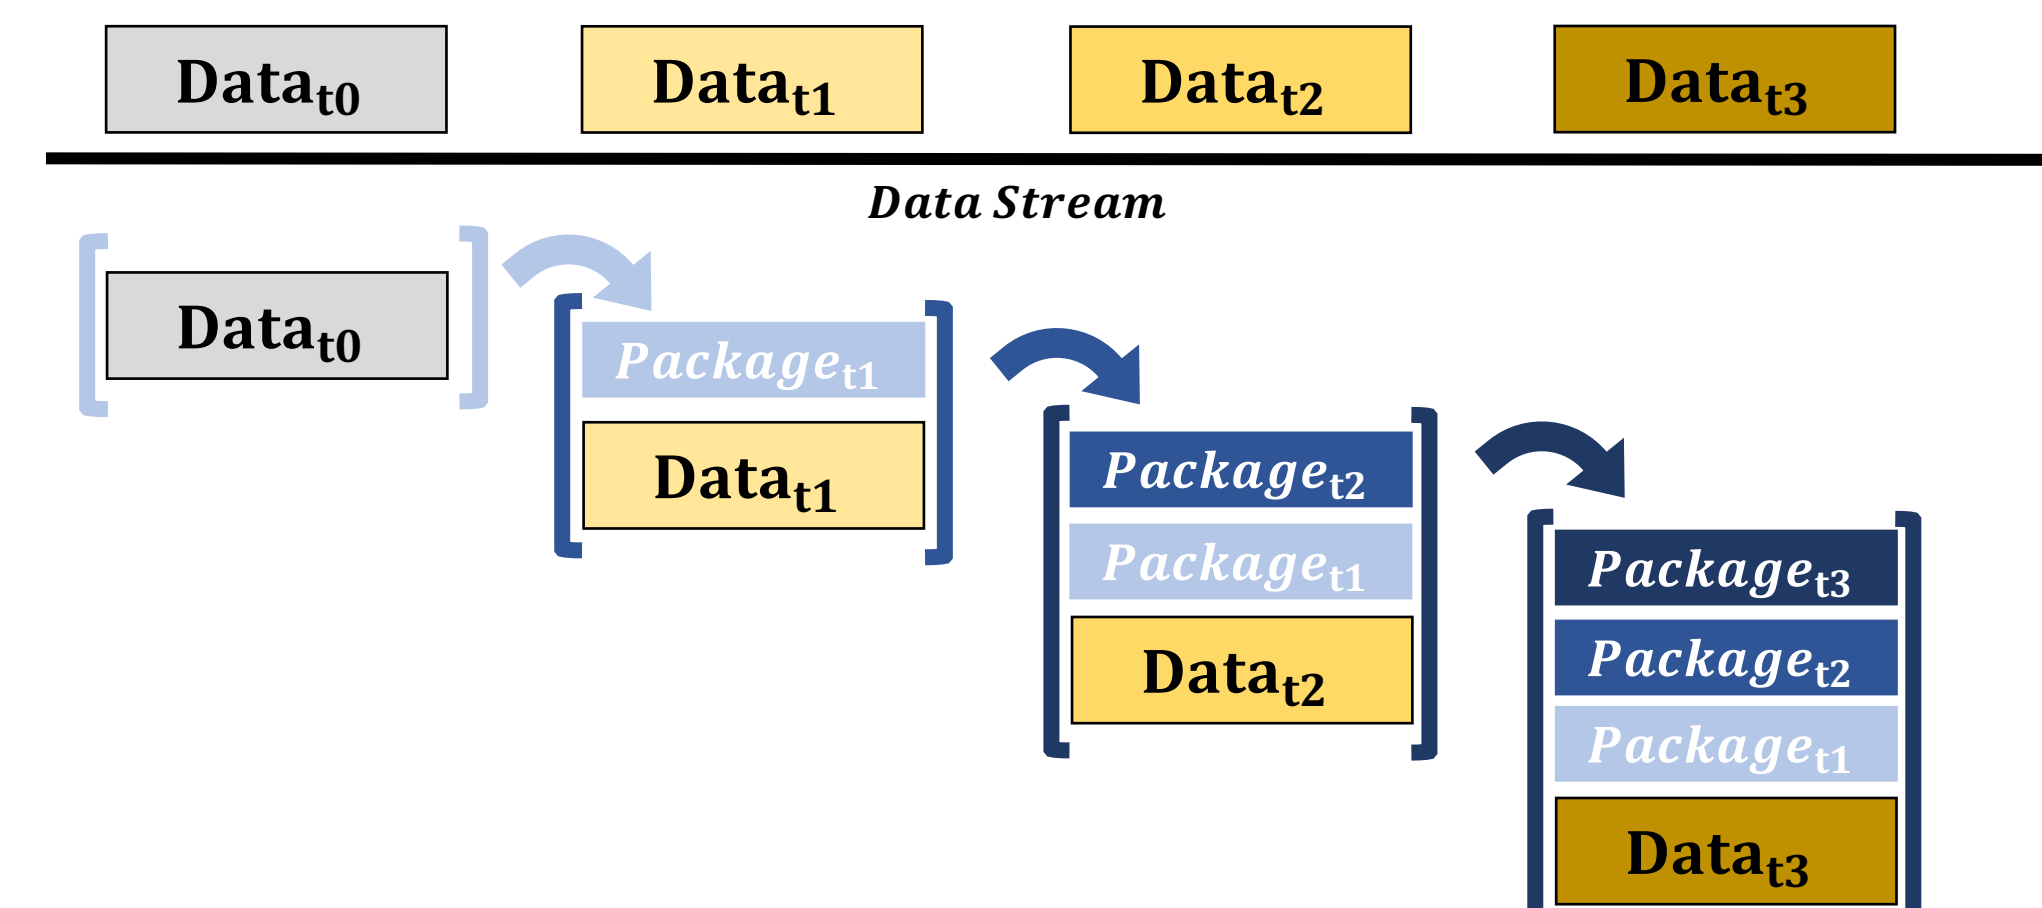 Data_t0 Data_t1 Data_t2 Data_t3
Data Stream
Data_t0
Package_t1
Data_t1
Package_t2
Package_t1
Data_t2
Package_t3
Package_t2
Package_t1
Data_t3